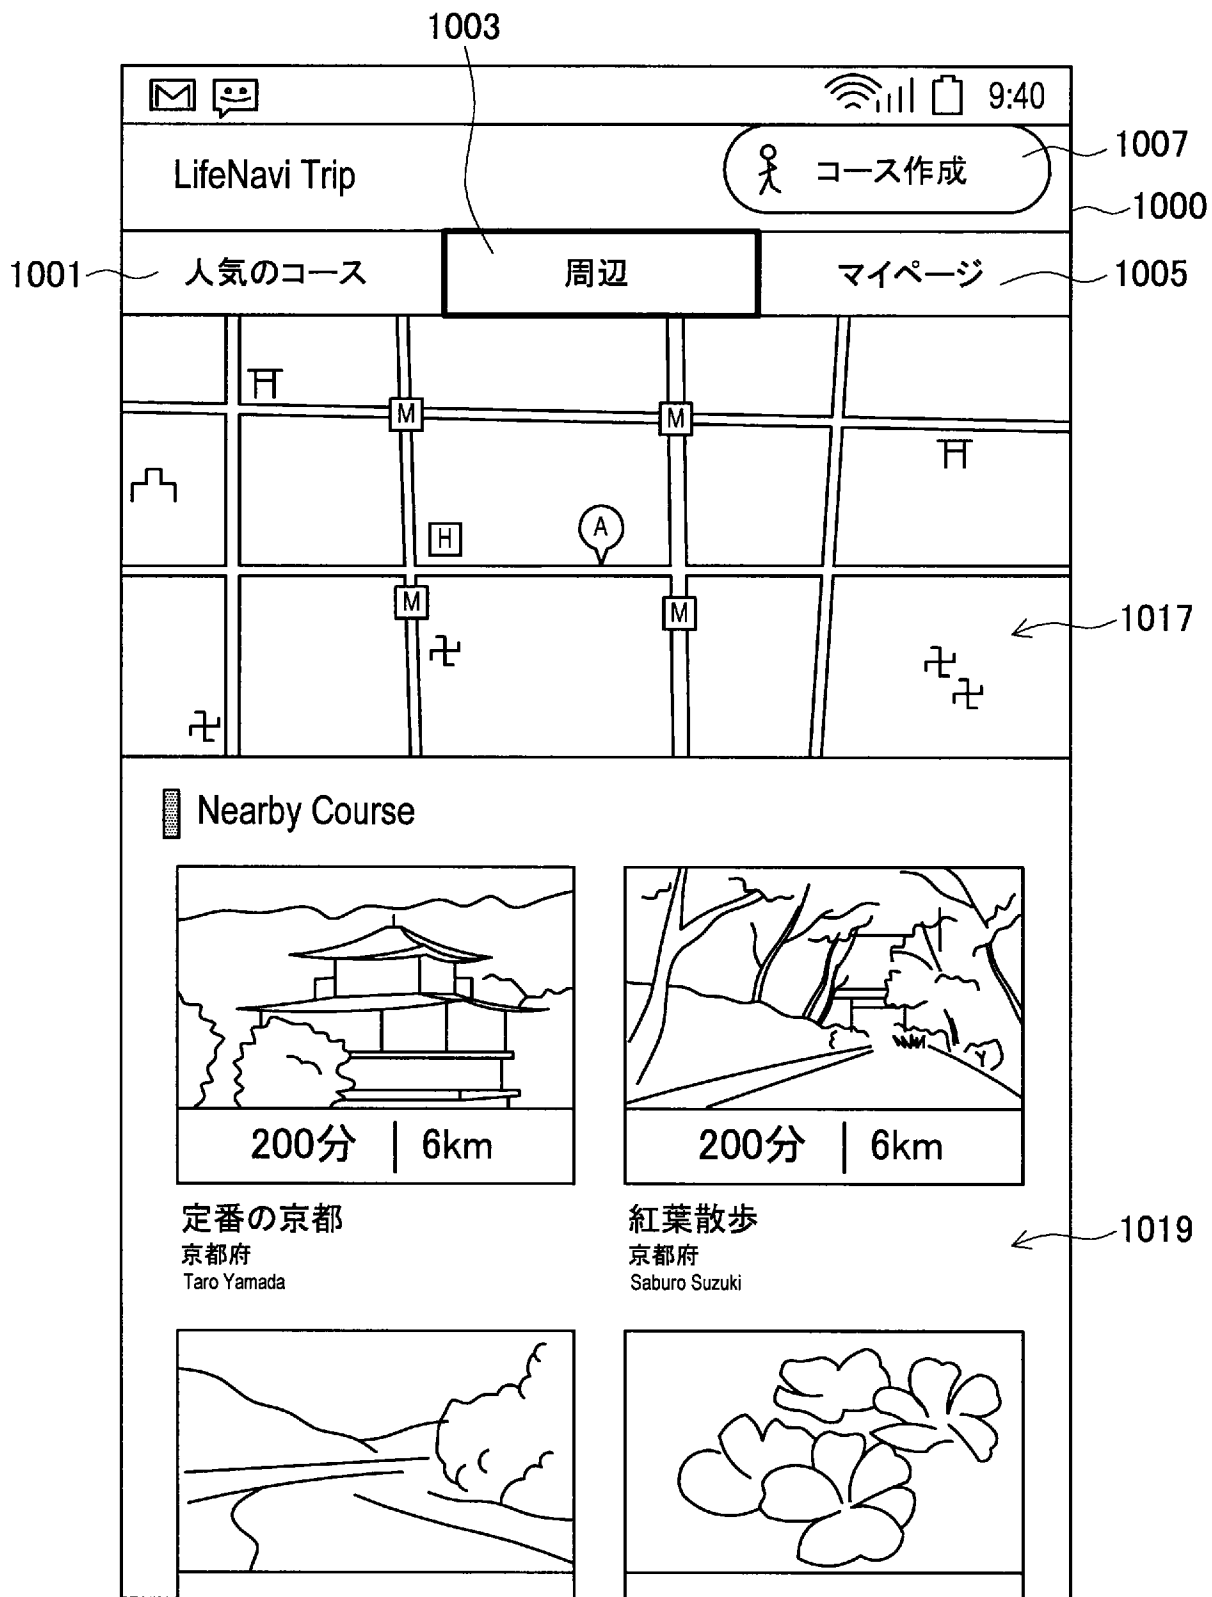 1003
9:40
LifeNavi Trip
コース作成
1007
1000
1001
人気のコース
周辺
マイページ
1005
M
M
H
A
M
M
1017
Nearby Course
200分 | 6km
200分 | 6km
定番の京都
京都府
Taro Yamada
紅葉散歩
京都府
Saburo Suzuki
1019